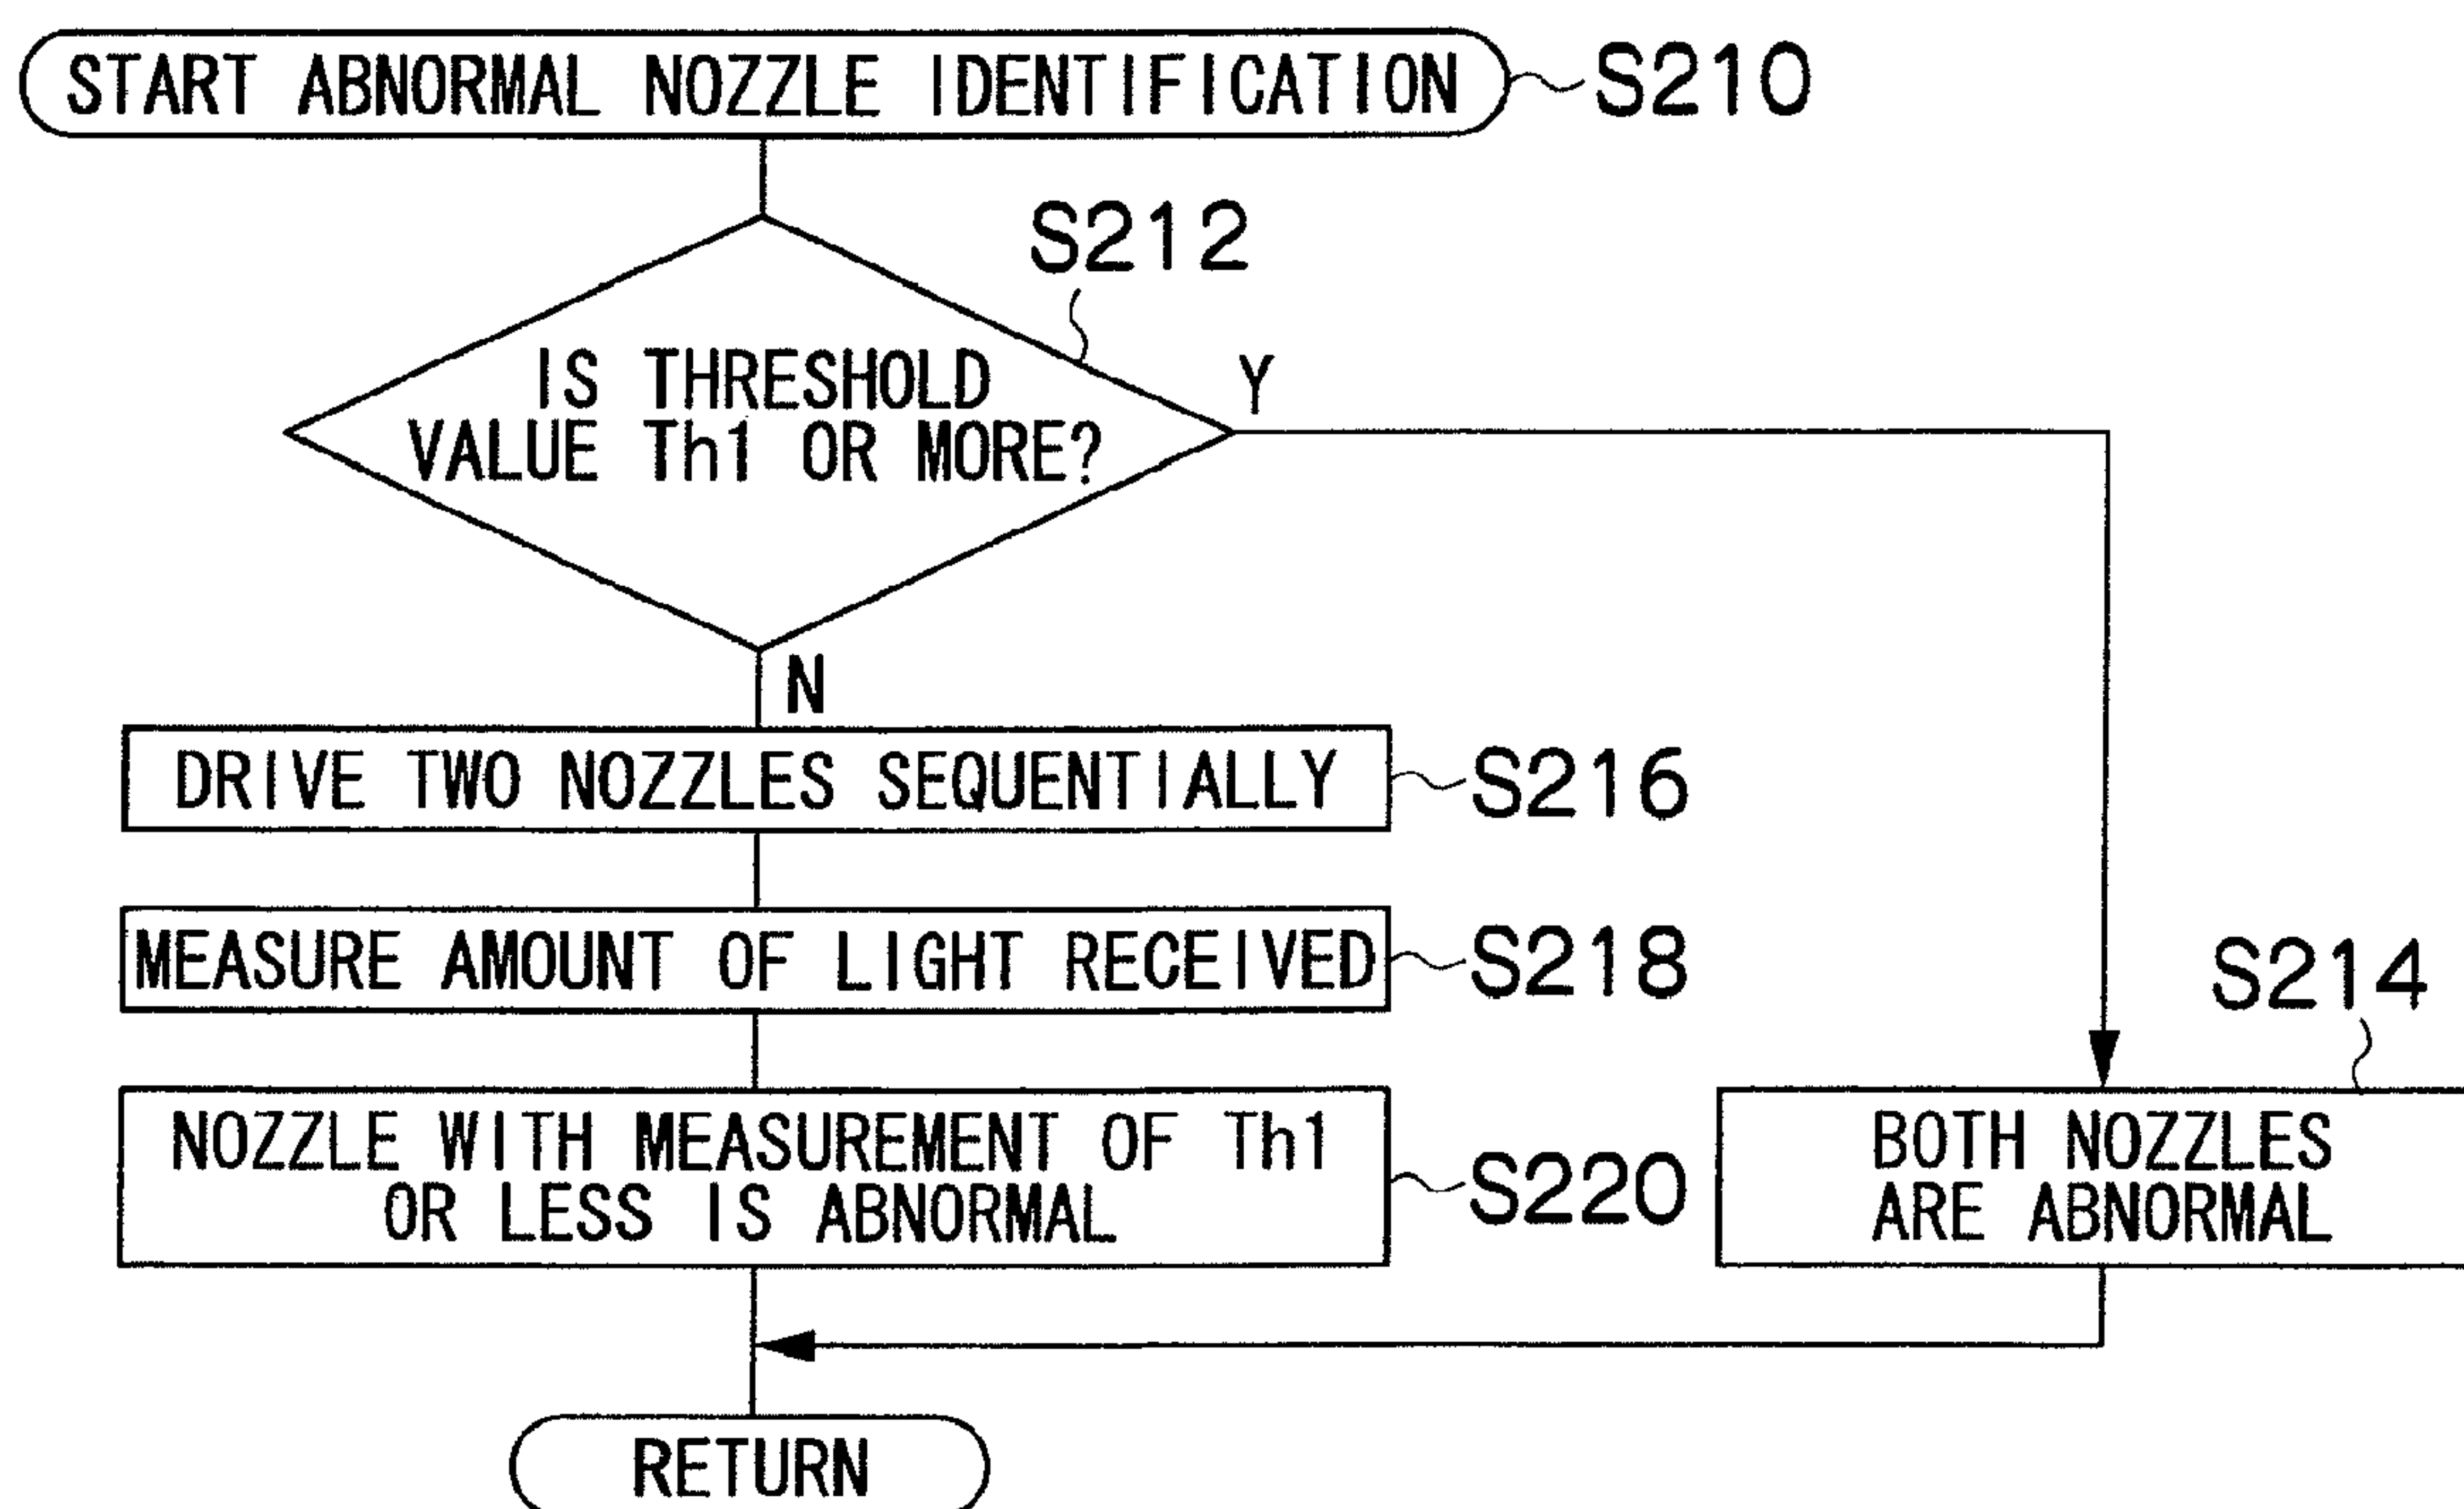 START ABNORMAL NOZZLE IDENTIFICATION
S210
S212
IS THRESHOLD
VALUE Th1 OR MORE?
Y
N
DRIVE TWO NOZZLES SEQUENTIALLY
S216
MEASURE AMOUNT OF LIGHT RECEIVED
S218
S214
NOZZLE WITH MEASUREMENT OF Th1
OR LESS IS ABNORMAL
S220
BOTH NOZZLES
ARE ABNORMAL
RETURN